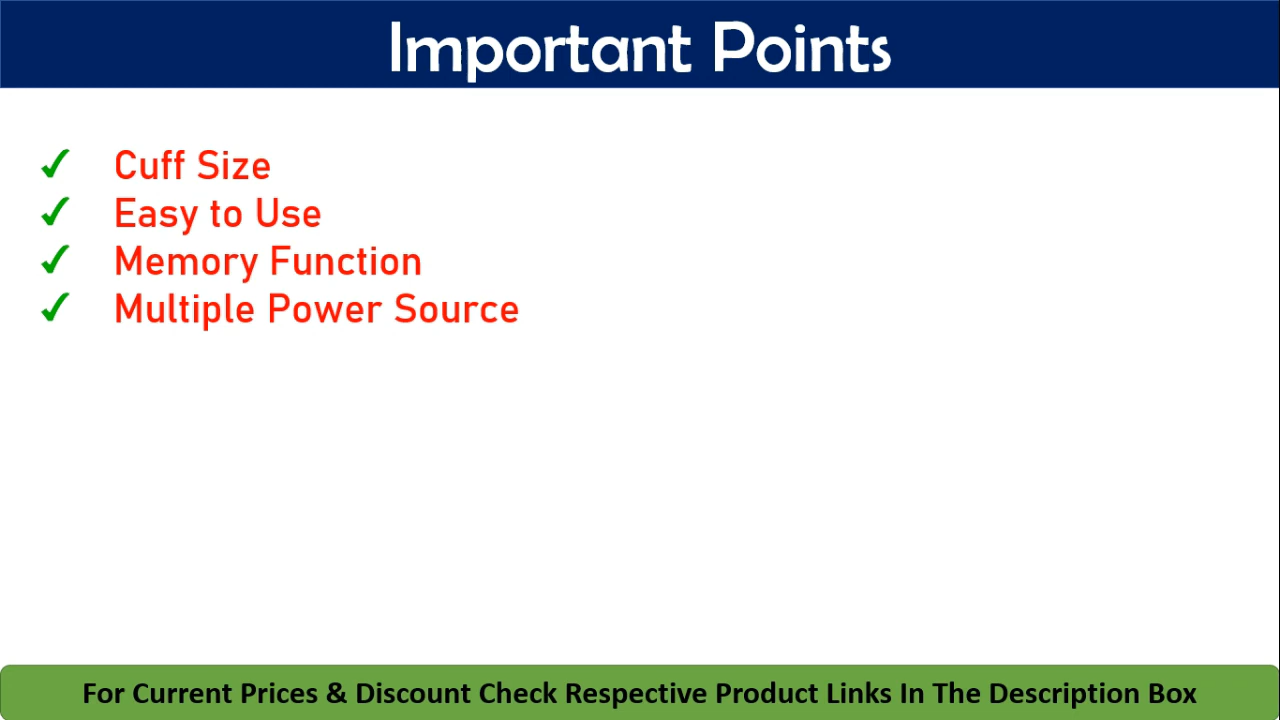 Important Points
✓ Cuff Size
✓ Easy to Use
✓ Memory Function
✓ Multiple Power Source
For Current Prices & Discount Check Respective Product Links In The Description Box